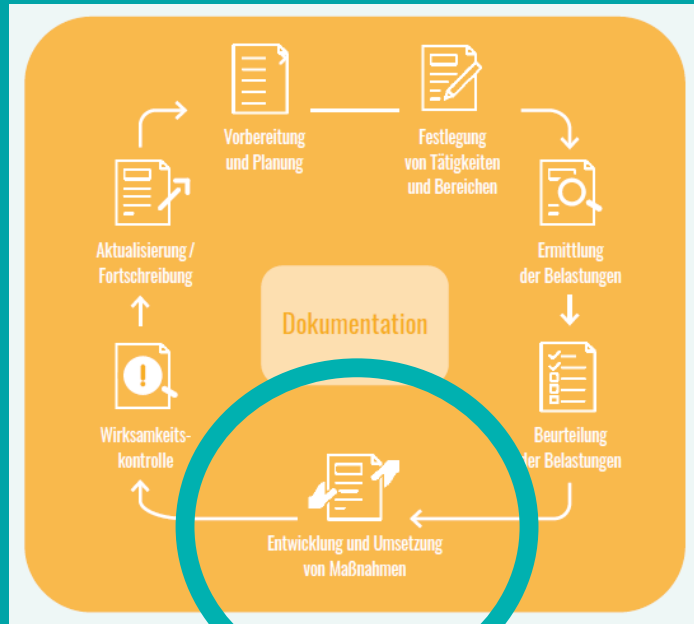 Vorbereitung
und Planung
Festlegung
von Tätigkeiten
und Bereichen
Ermittlung
der Belastungen
Beurteilung
der Belastungen
Entwicklung und Umsetzung
von Maßnahmen
Wirksamkeits-
kontrolle
Aktualisierung /
Fortschreibung
Dokumentation